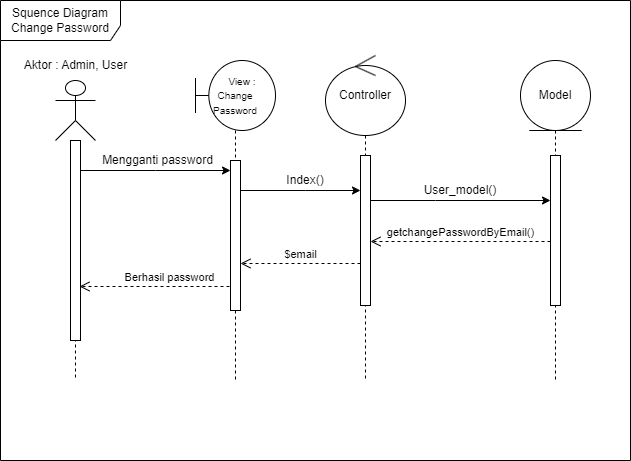 Squence Diagram
Change Password
Aktor : Admin, User
View :
Change
Password
Controller
Model
Mengganti password
Index()
User_model()
getchangePasswordByEmail()
$email
Berhasil password